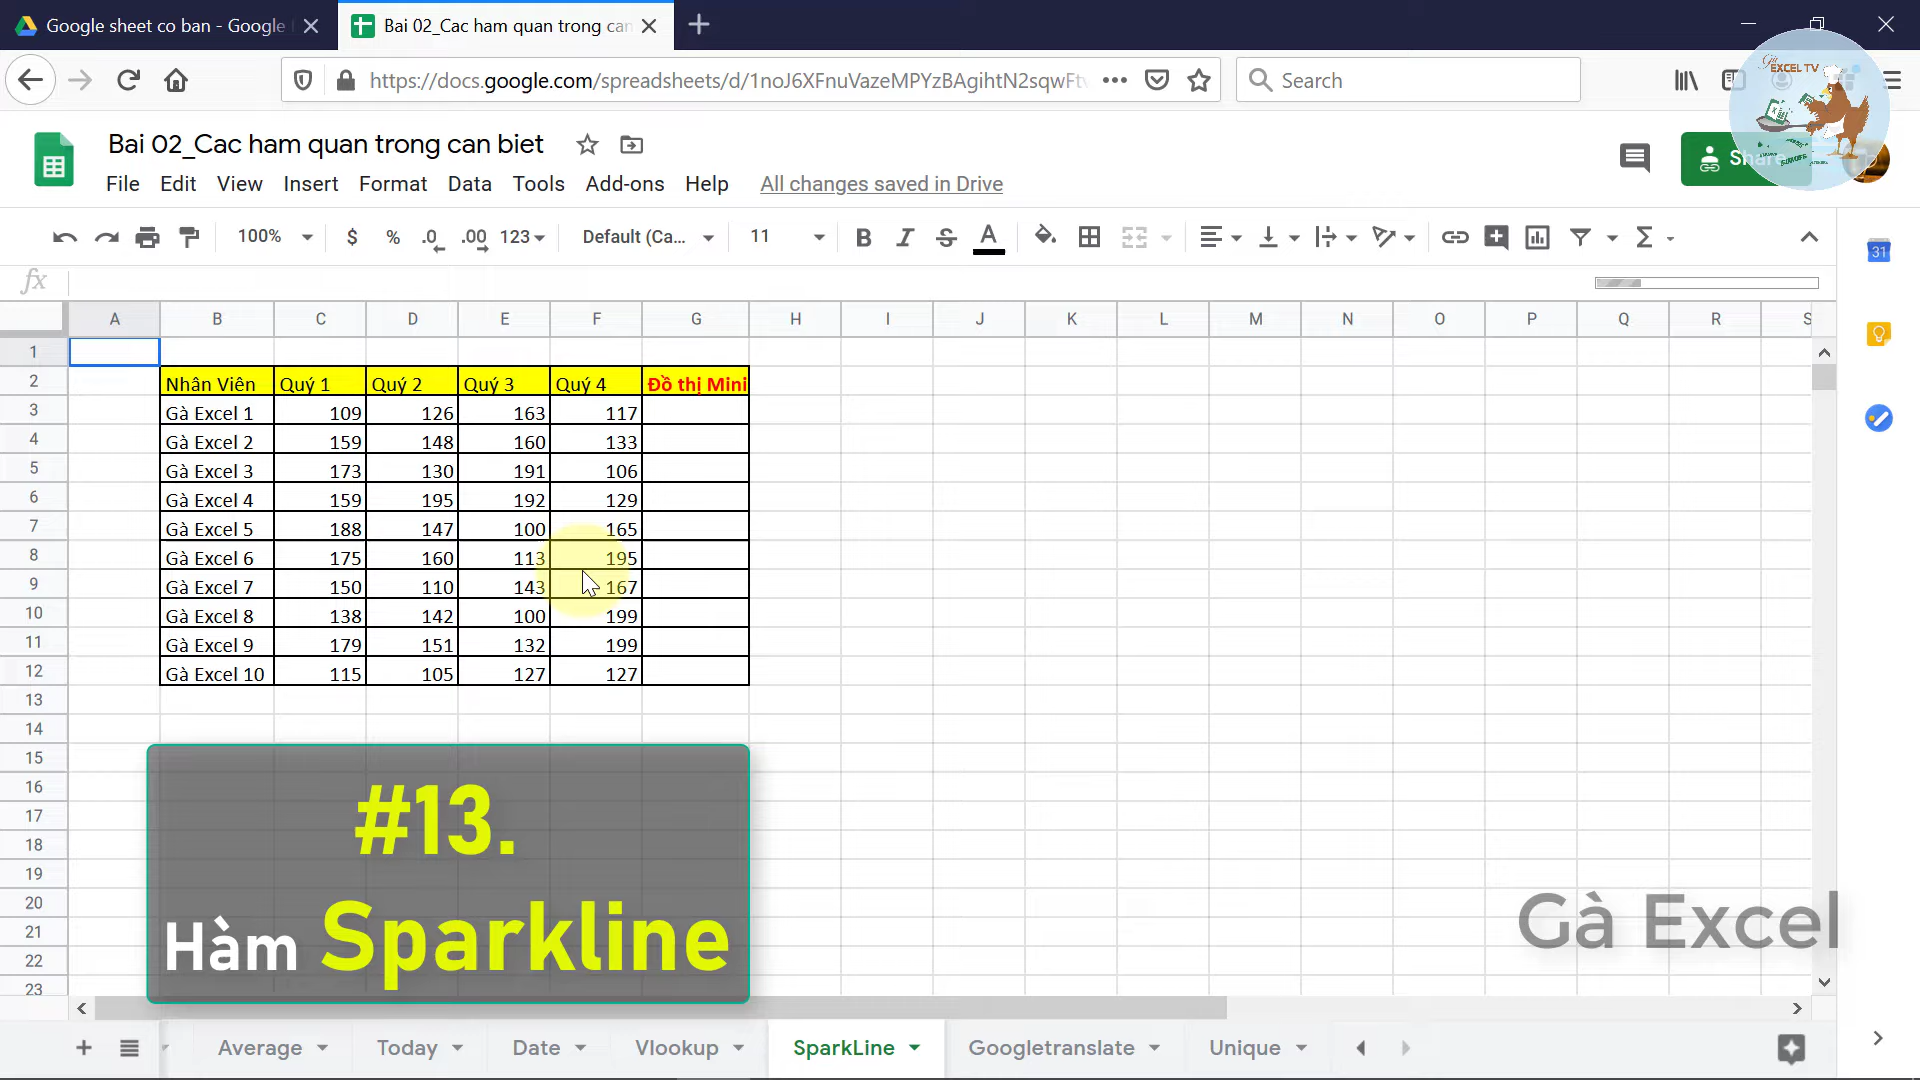 Google sheet co ban - Google
Bai 02_Cac ham quan trong can
https://docs.google.com/spreadsheets/d/1noJ6XFnuVazeMPYzBAgihtN2sqwFtv
Search
EXCEL TV
Bai 02_Cac ham quan trong can biet
File Edit View Insert Format Data Tools Add-ons Help All changes saved in Drive
Share
100% $ % .0 .00 123 Default (Ca... 11 B I S A Σ
31
fx
A B C D E F G H I J K L M N O P Q R S
1
2 Nhân Viên Quý 1 Quý 2 Quý 3 Quý 4 Đồ thị Mini
3 Gà Excel 1 109 126 163 117
4 Gà Excel 2 159 148 160 133
5 Gà Excel 3 173 130 191 106
6 Gà Excel 4 159 195 192 129
7 Gà Excel 5 188 147 100 165
8 Gà Excel 6 175 160 113 195
9 Gà Excel 7 150 110 143 167
10 Gà Excel 8 138 142 100 199
11 Gà Excel 9 179 151 132 199
12 Gà Excel 10 115 105 127 127
13
14
15
16
17
18
19
20
21
22
23
#13.
Hàm Sparkline
Gà Excel
Average Today Date Vlookup SparkLine Googletranslate Unique